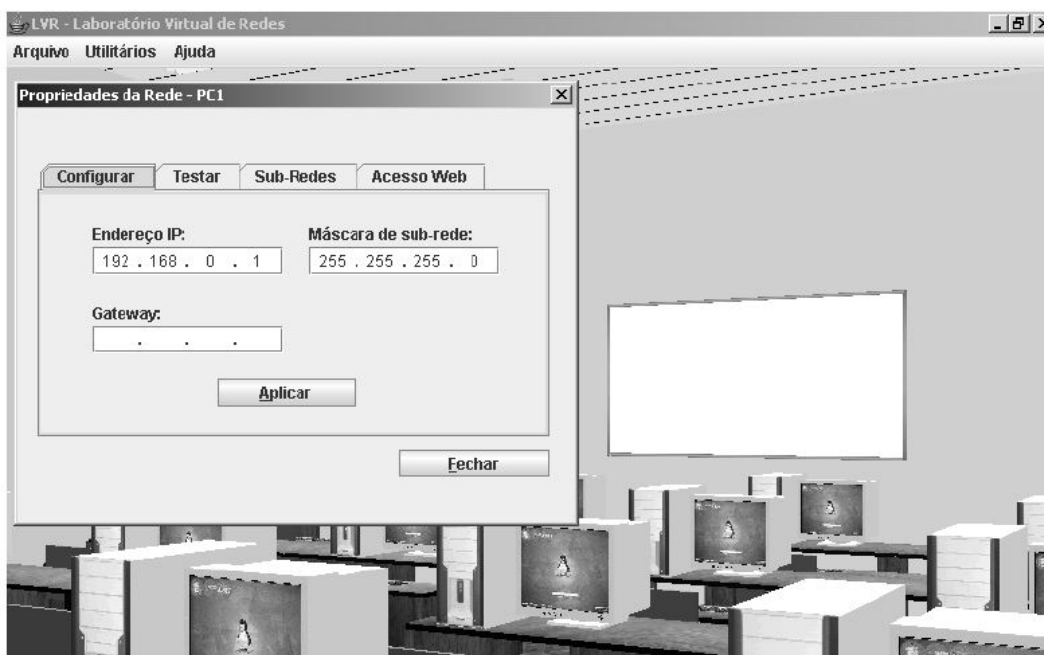 LVR - Laboratório Virtual de Redes
Arquivo Utilitários Ajuda
Propriedades da Rede - PC1
Configurar Testar Sub-Redes Acesso Web
Endereço IP: Máscara de sub-rede:
192 . 168 . 0 . 1 255 . 255 . 255 . 0
Gateway:
. . .
Aplicar
Fechar